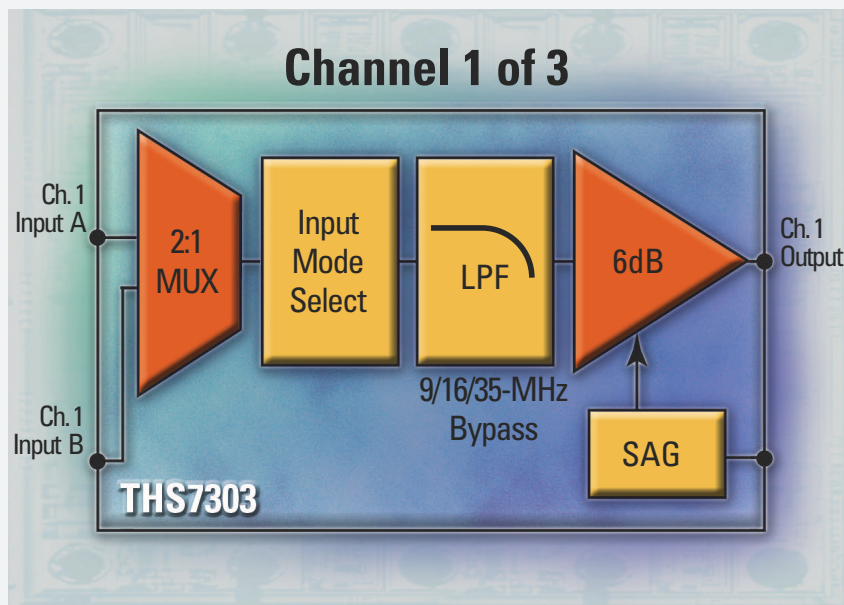 Channel 1 of 3
Ch. 1
Input A
2:1
MUX
Input
Mode
Select
LPF
6dB
Ch. 1
Output
9/16/35-MHz
Bypass
Ch. 1
Input B
SAG
THS7303